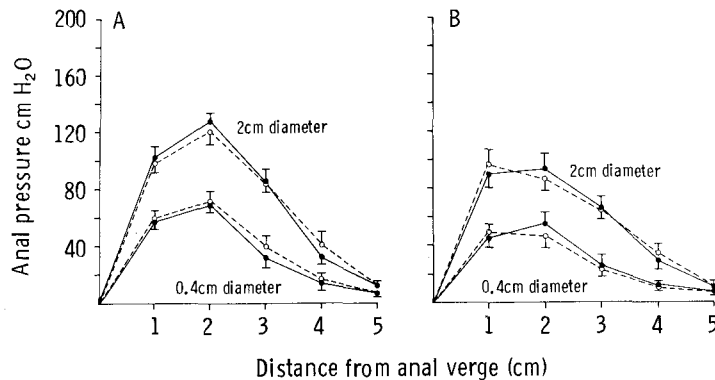 A
B
200
160
120
80
40
Anal pressure cm H₂O
2cm diameter
0.4cm diameter
2cm diameter
0.4cm diameter
1 2 3 4 5
1 2 3 4 5
Distance from anal verge (cm)